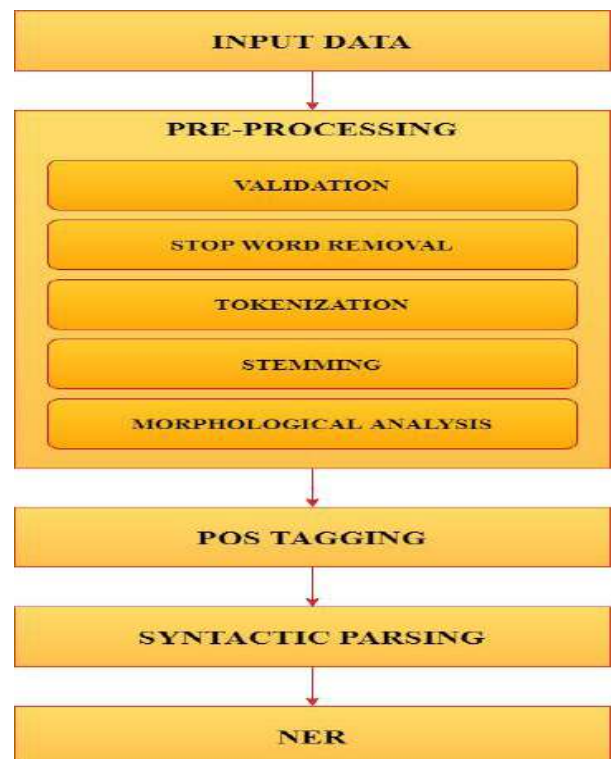 INPUT DATA
PRE-PROCESSING
VALIDATION
STOP WORD REMOVAL
TOKENIZATION
STEMMING
MORPHOLOGICAL ANALYSIS
POS TAGGING
SYNTACTIC PARSING
NER